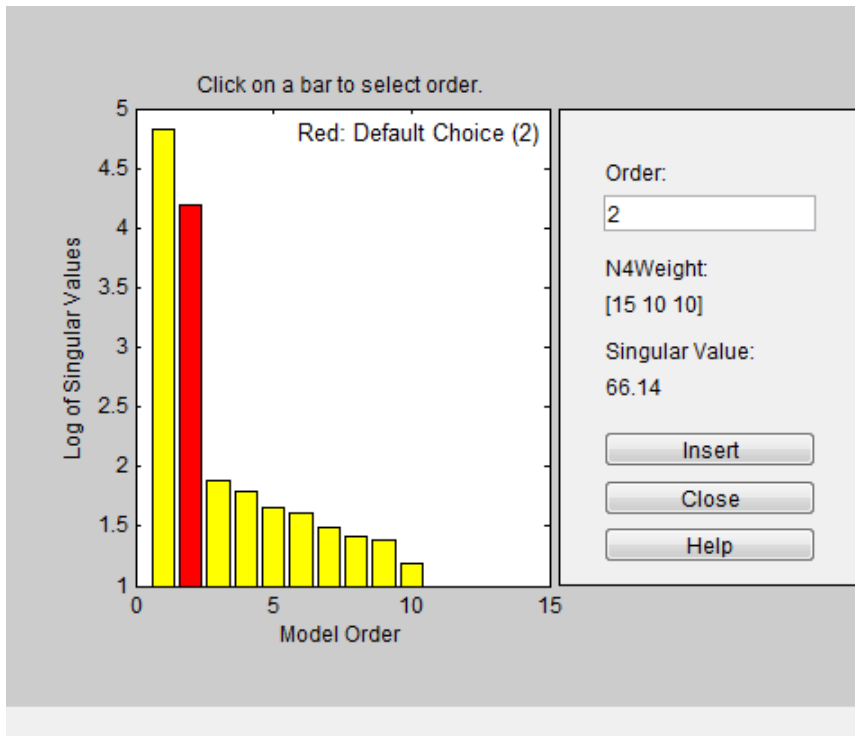 Click on a bar to select order.
Red: Default Choice (2)
5
4.5
4
3.5
3
2.5
2
1.5
1
Log of Singular Values
0 5 10 15
Model Order
Order:
2
N4Weight:
[15 10 10]
Singular Value:
66.14
Insert
Close
Help